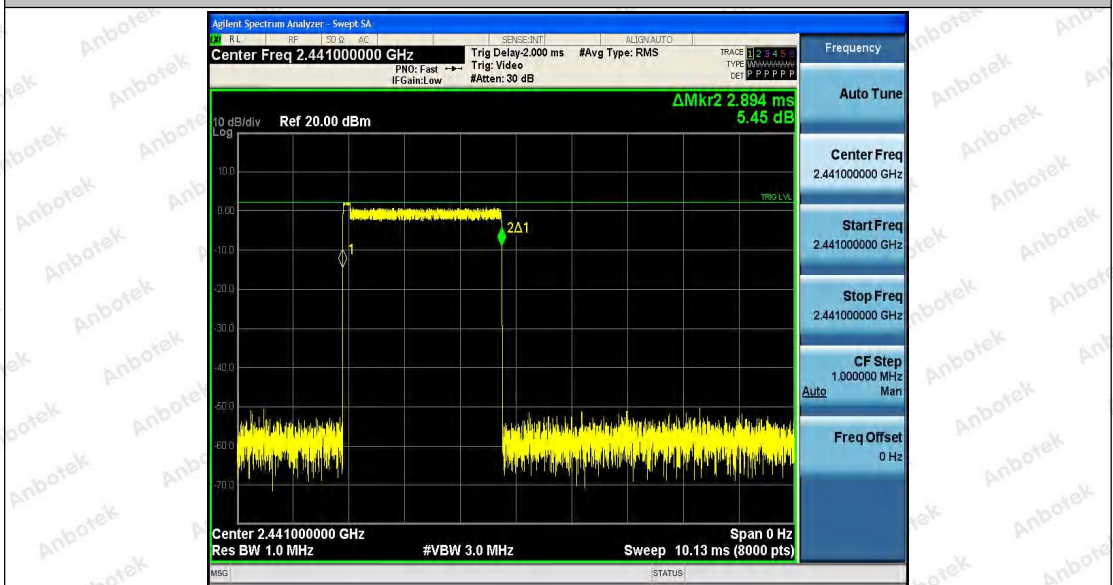 Agilent Spectrum Analyzer - Swept SA
RL RF 50 Ω AC SENSE:INT ALIGN AUTO
Center Freq 2.441000000 GHz
PNO: Fast
IFGain:Low
Trig Delay-2.000 ms
Trig: Video
#Atten: 30 dB
#Avg Type: RMS
TRACE 1 2 3 4 5 6
TYPE
DET P P P P P P
ΔMkr2 2.894 ms
5.45 dB
10 dB/div Ref 20.00 dBm
Log
10.0
0.00
-10.0
-20.0
-30.0
-40.0
-50.0
-60.0
-70.0
TRIG LVL
1
2Δ1
Center 2.441000000 GHz Span 0 Hz
Res BW 1.0 MHz #VBW 3.0 MHz Sweep 10.13 ms (8000 pts)
MSG STATUS
Frequency
Auto Tune
Center Freq
2.441000000 GHz
Start Freq
2.441000000 GHz
Stop Freq
2.441000000 GHz
CF Step
1.000000 MHz
Auto Man
Freq Offset
0 Hz
Anbotek